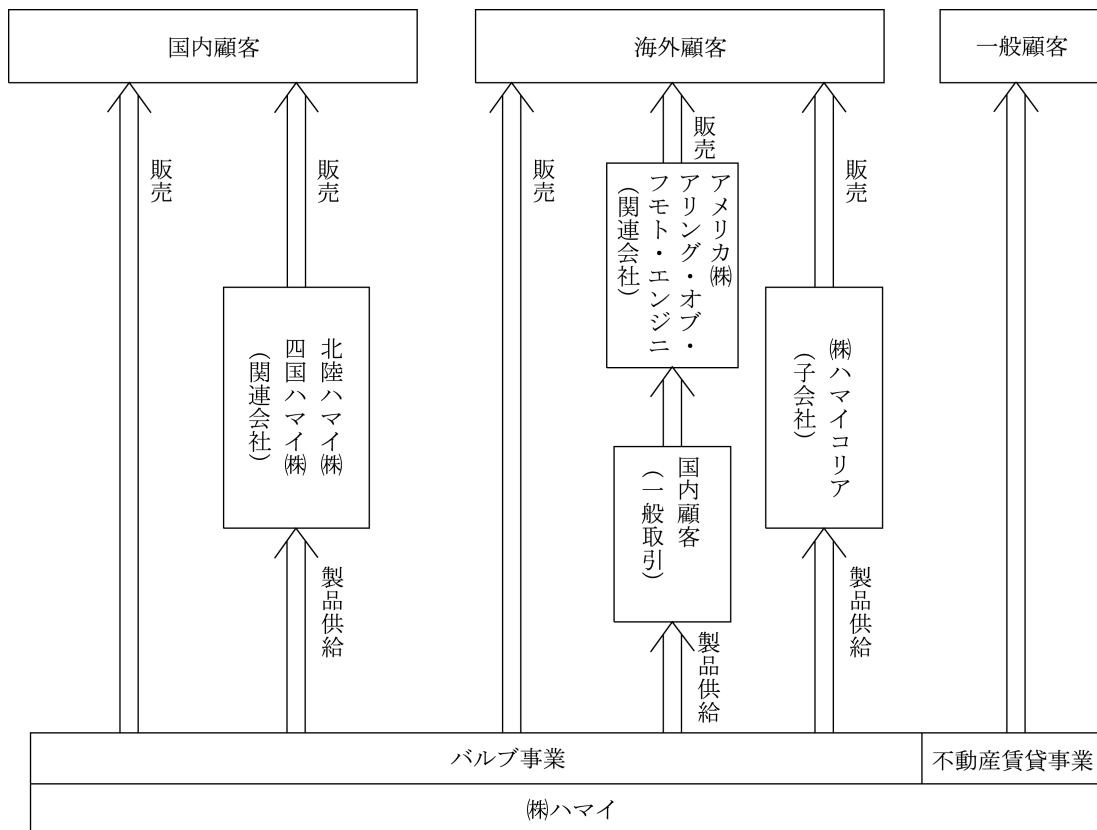 国内顧客
海外顧客
一般顧客
販売
販売
販売
販売
販売
アメリカ㈱
アリング・オブ・
フモト・エンジニ
(関連会社)
北陸ハマイ㈱
四国ハマイ㈱
(関連会社)
㈱ハマイコリア
(子会社)
国内顧客
(一般取引)
製品供給
製品供給
製品供給
バルブ事業
不動産賃貸事業
㈱ハマイ